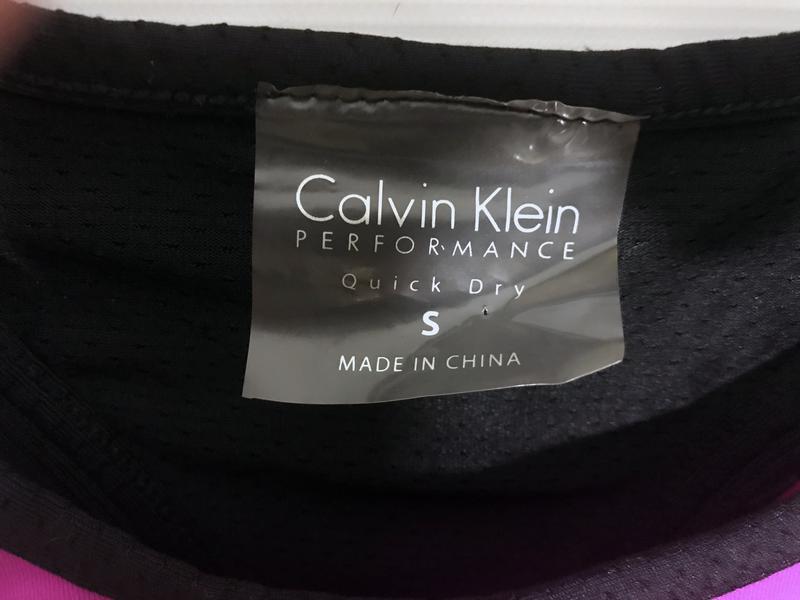 Calvin Klein
PERFORMANCE
Quick Dry
S
MADE IN CHINA